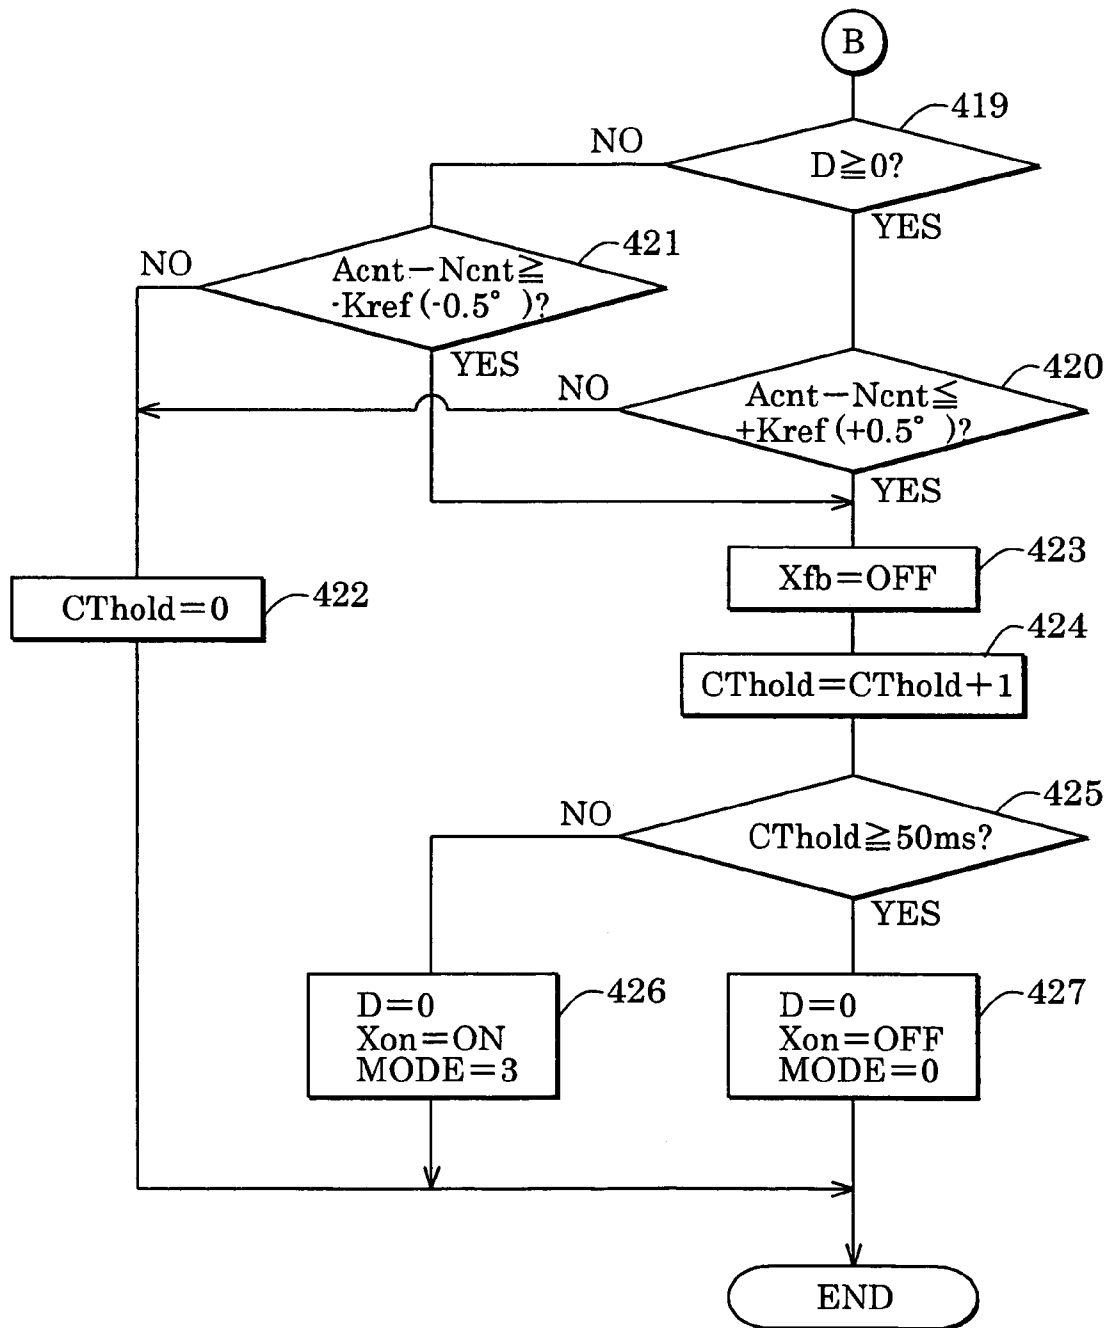 B
419
NO
D≧0?
YES
421
NO
Acnt−Ncnt≧
-Kref(-0.5° )?
YES
420
NO
Acnt−Ncnt≦
+Kref(+0.5° )?
YES
423
Xfb=OFF
CThold=0
422
424
CThold=CThold+1
425
NO
CThold≧50ms?
YES
D=0
Xon=ON
MODE=3
426
D=0
Xon=OFF
MODE=0
427
END